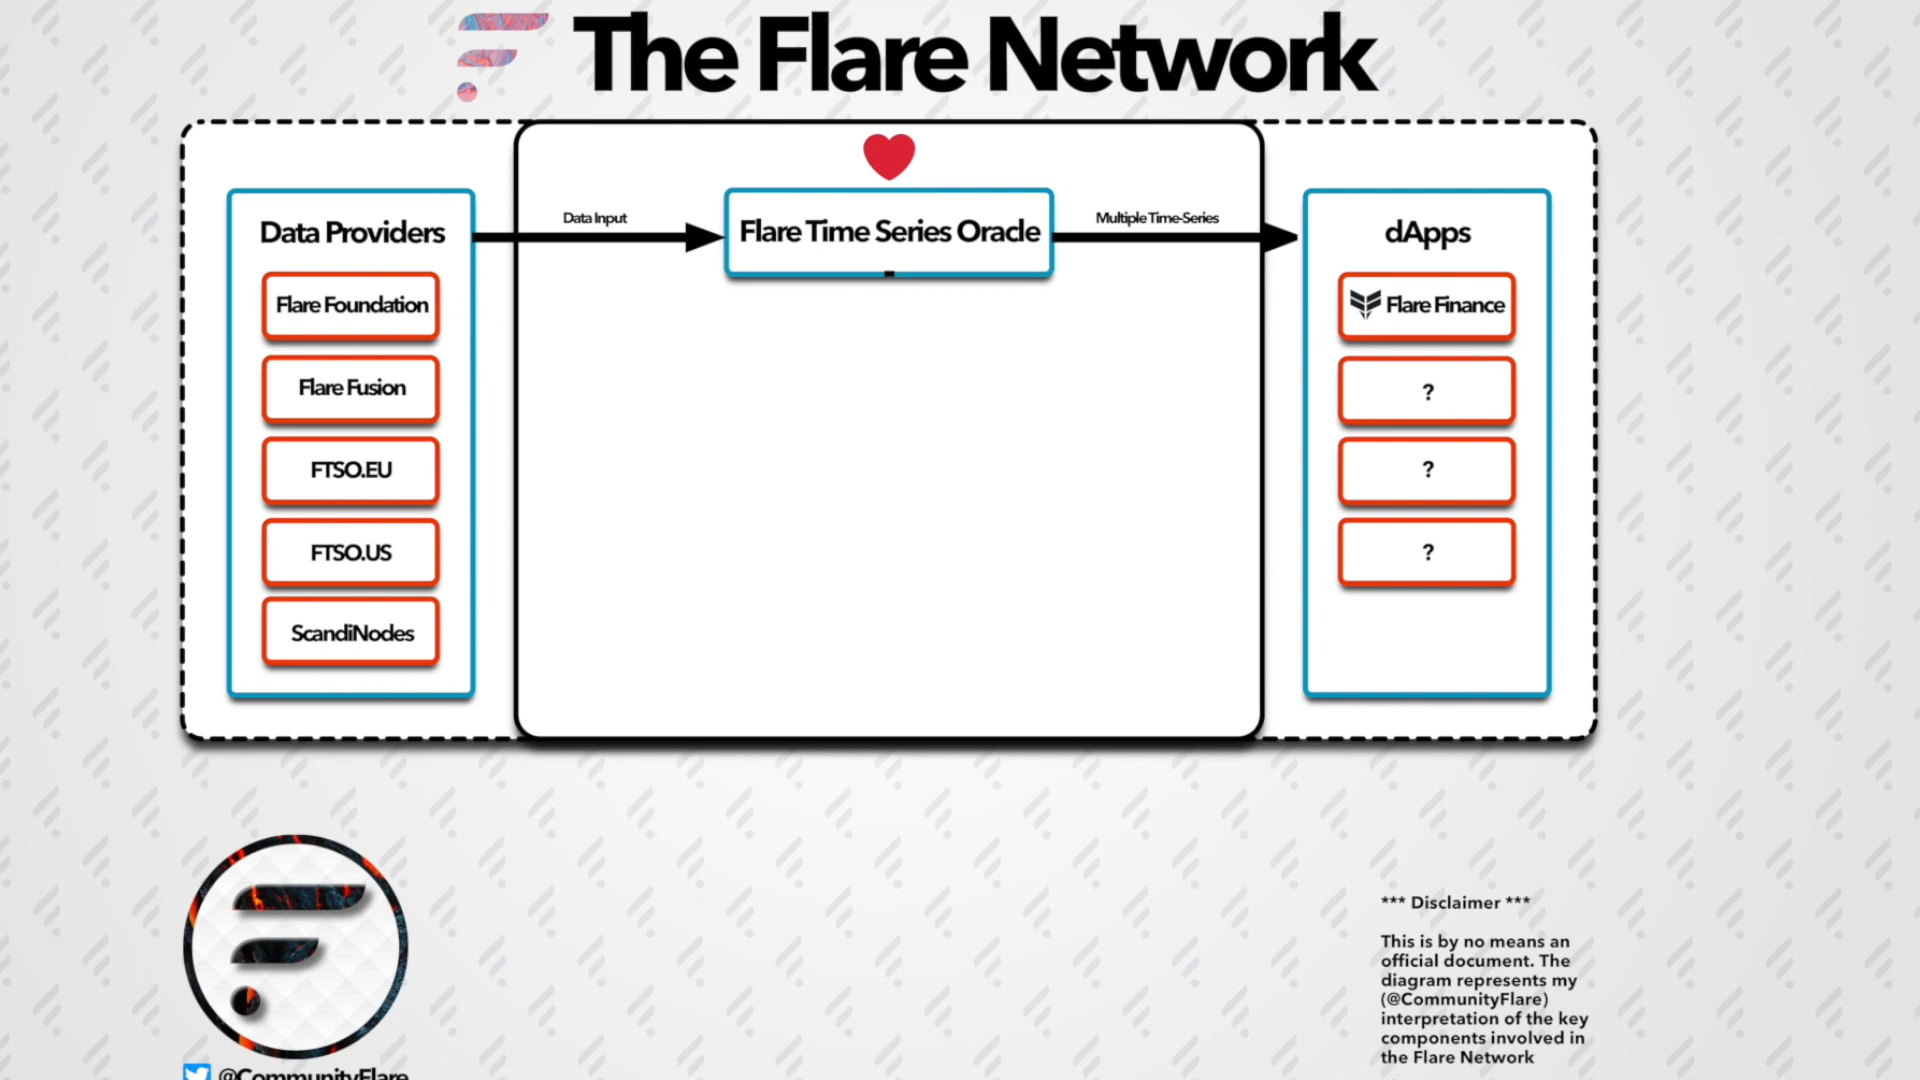 The Flare Network
Data Providers
Flare Foundation
Flare Fusion
FTSO.EU
FTSO.US
ScandiNodes
Data Input
Flare Time Series Oracle
Multiple Time-Series
dApps
Flare Finance
?
?
?
@CommunityFlare
*** Disclaimer ***
This is by no means an
official document. The
diagram represents my
(@CommunityFlare)
interpretation of the key
components involved in
the Flare Network